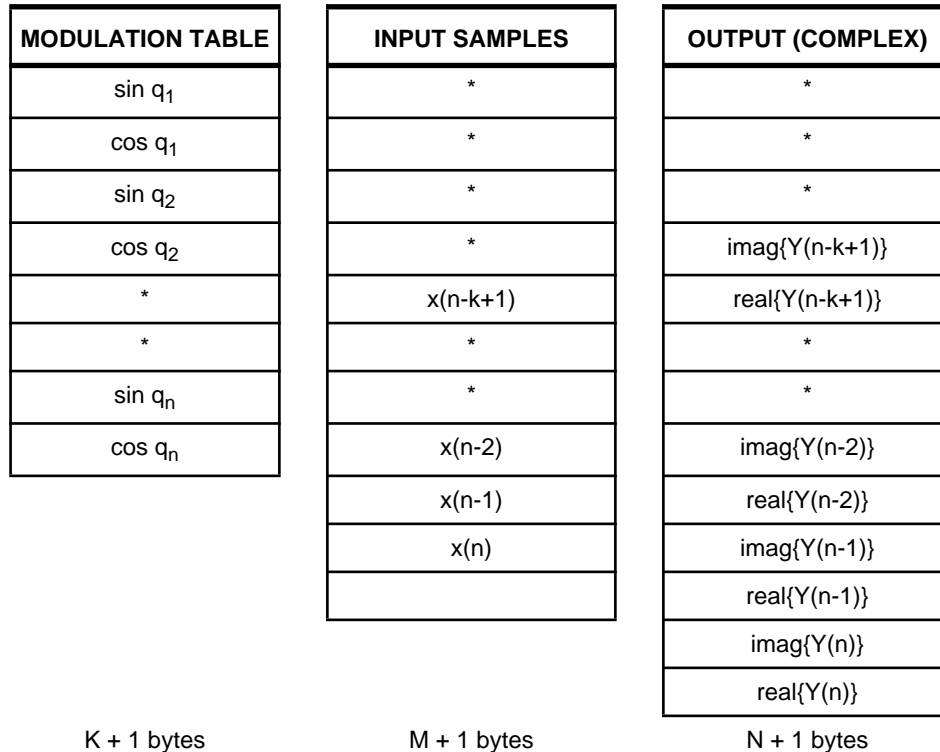 MODULATION TABLE
sin q1
cos q1
sin q2
cos q2
*
*
sin qn
cos qn
K + 1 bytes
INPUT SAMPLES
*
*
*
*
x(n-k+1)
*
*
x(n-2)
x(n-1)
x(n)
M + 1 bytes
OUTPUT (COMPLEX)
*
*
*
imag{Y(n-k+1)}
real{Y(n-k+1)}
*
*
imag{Y(n-2)}
real{Y(n-2)}
imag{Y(n-1)}
real{Y(n-1)}
imag{Y(n)}
real{Y(n)}
N + 1 bytes